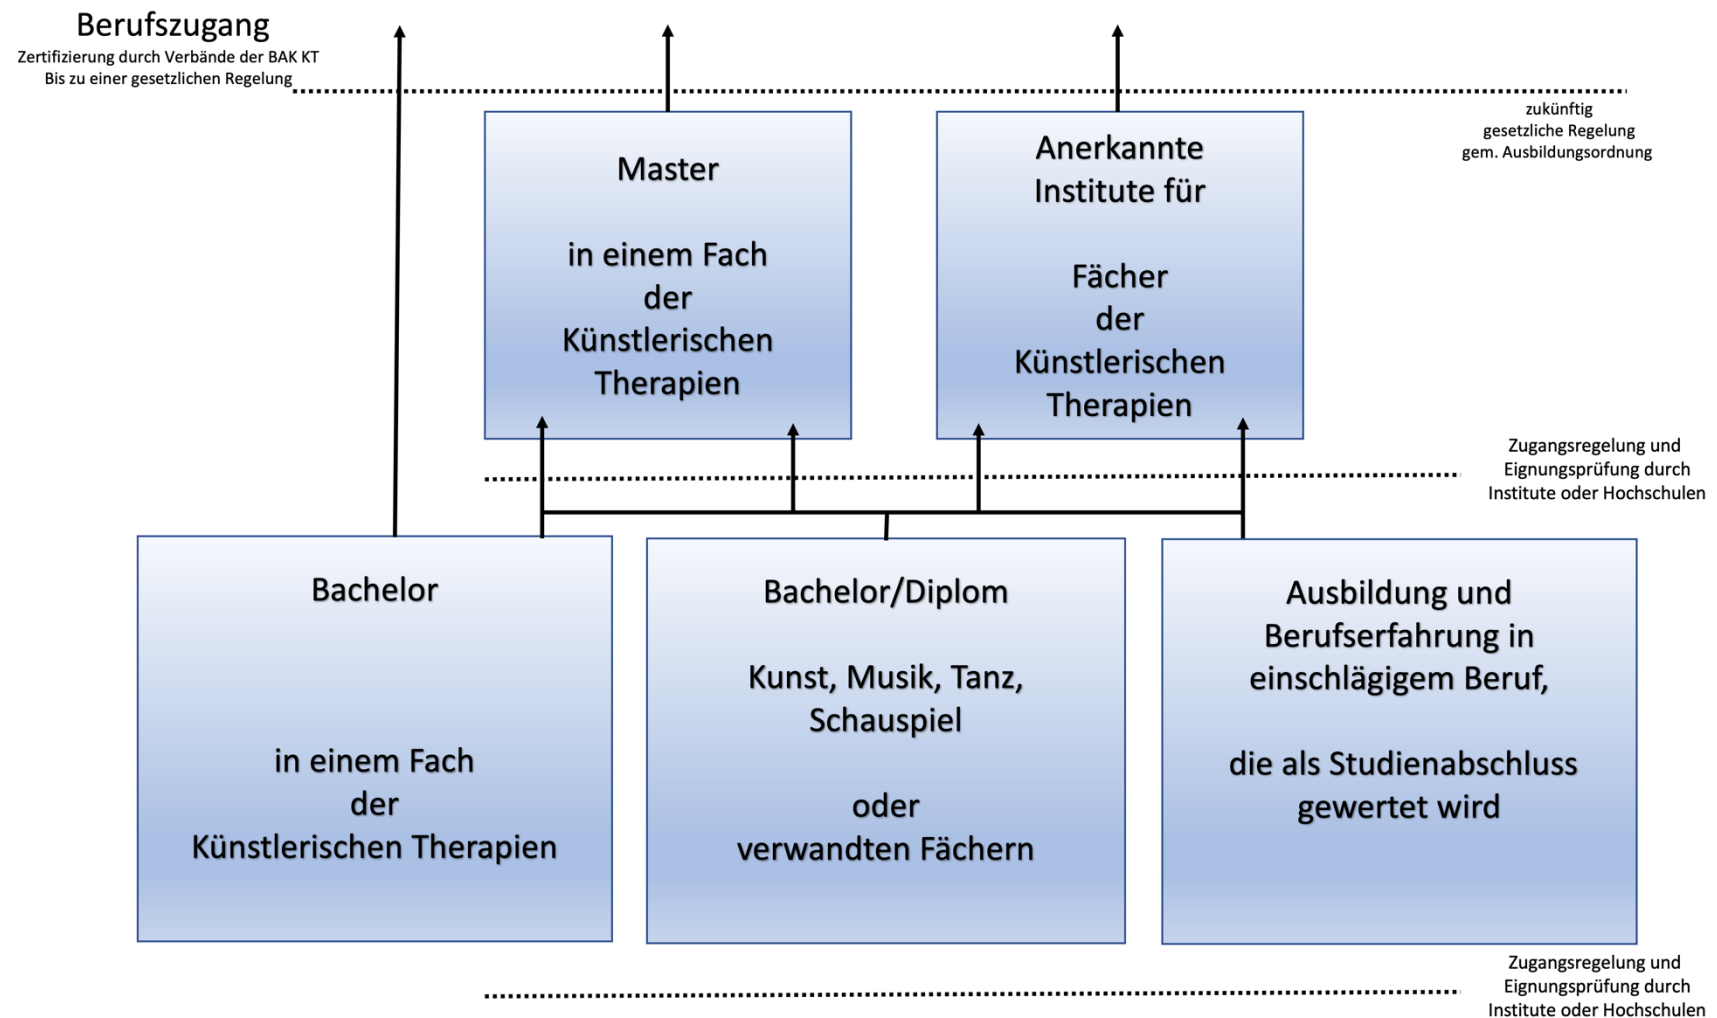 Berufszugang
Zertifizierung durch Verbände der BAK KT
Bis zu einer gesetzlichen Regelung
zukünftig
gesetzliche Regelung
gem. Ausbildungsordnung
Master
in einem Fach
der
Künstlerischen
Therapien
Anerkannte
Institute für
Fächer
der
Künstlerischen
Therapien
Zugangsregelung und
Eignungsprüfung durch
Institute oder Hochschulen
Bachelor
in einem Fach
der
Künstlerischen Therapien
Bachelor/Diplom
Kunst, Musik, Tanz,
Schauspiel
oder
verwandten Fächern
Ausbildung und
Berufserfahrung in
einschlägigem Beruf,
die als Studienabschluss
gewertet wird
Zugangsregelung und
Eignungsprüfung durch
Institute oder Hochschulen